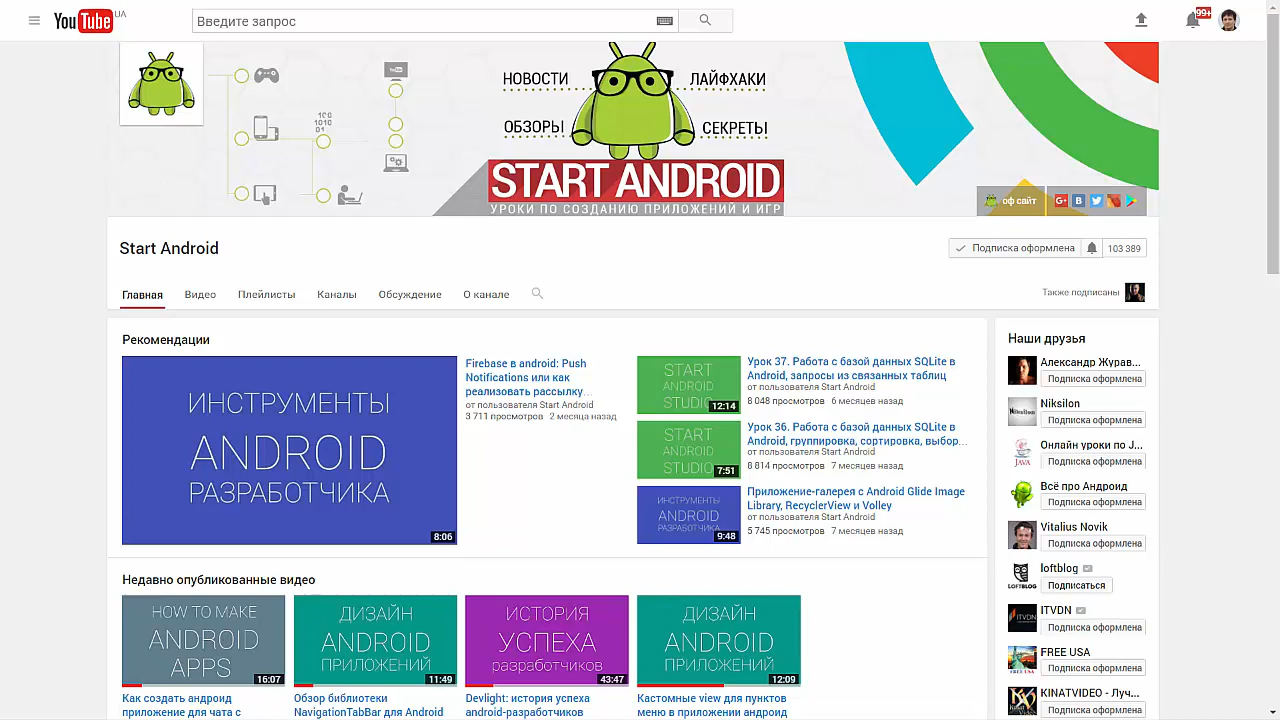 YouTube UA
Введите запрос
99+
НОВОСТИ
ЛАЙФХАКИ
ОБЗОРЫ
СЕКРЕТЫ
START ANDROID
УРОКИ ПО СОЗДАНИЮ ПРИЛОЖЕНИЙ И ИГР
оф сайт
Start Android
Подписка оформлена
103 389
Главная
Видео
Плейлисты
Каналы
Обсуждение
О канале
Также подписаны
Рекомендации
ИНСТРУМЕНТЫ
ANDROID
РАЗРАБОТЧИКА
8:06
Firebase в android: Push
Notifications или как
реализовать рассылку...
от пользователя Start Android
3 711 просмотров 2 месяца назад
START
ANDROID
STUDIO
12:14
Урок 37. Работа с базой данных SQLite в
Android, запросы из связанных таблиц
от пользователя Start Android
8 048 просмотров 6 месяцев назад
START
ANDROID
STUDIO
7:51
Урок 36. Работа с базой данных SQLite в
Android, группировка, сортировка, выбор...
от пользователя Start Android
8 814 просмотров 7 месяцев назад
ИНСТРУМЕНТЫ
ANDROID
РАЗРАБОТЧИКА
9:48
Приложение-галерея с Android Glide Image
Library, RecyclerView и Volley
от пользователя Start Android
5 745 просмотров 7 месяцев назад
Недавно опубликованные видео
HOW TO MAKE
ANDROID
APPS
16:07
Как создать андроид
приложение для чата с
ДИЗАЙН
ANDROID
ПРИЛОЖЕНИЙ
11:49
Обзор библиотеки
NavigationTabBar для Android
ИСТОРИЯ
УСПЕХА
разработчиков
43:47
Devlight: история успеха
android-разработчиков
ДИЗАЙН
ANDROID
ПРИЛОЖЕНИЙ
12:09
Кастомные view для пунктов
меню в приложении андроид
Наши друзья
Александр Журав...
Подписка оформлена
Niksilon
Подписка оформлена
Онлайн уроки по J...
Подписка оформлена
Всё про Андроид
Подписка оформлена
Vitalius Novik
Подписка оформлена
loftblog
Подписаться
ITVDN
Подписка оформлена
FREE USA
Подписка оформлена
KINATVIDEO - Луч...
Подписка оформлена